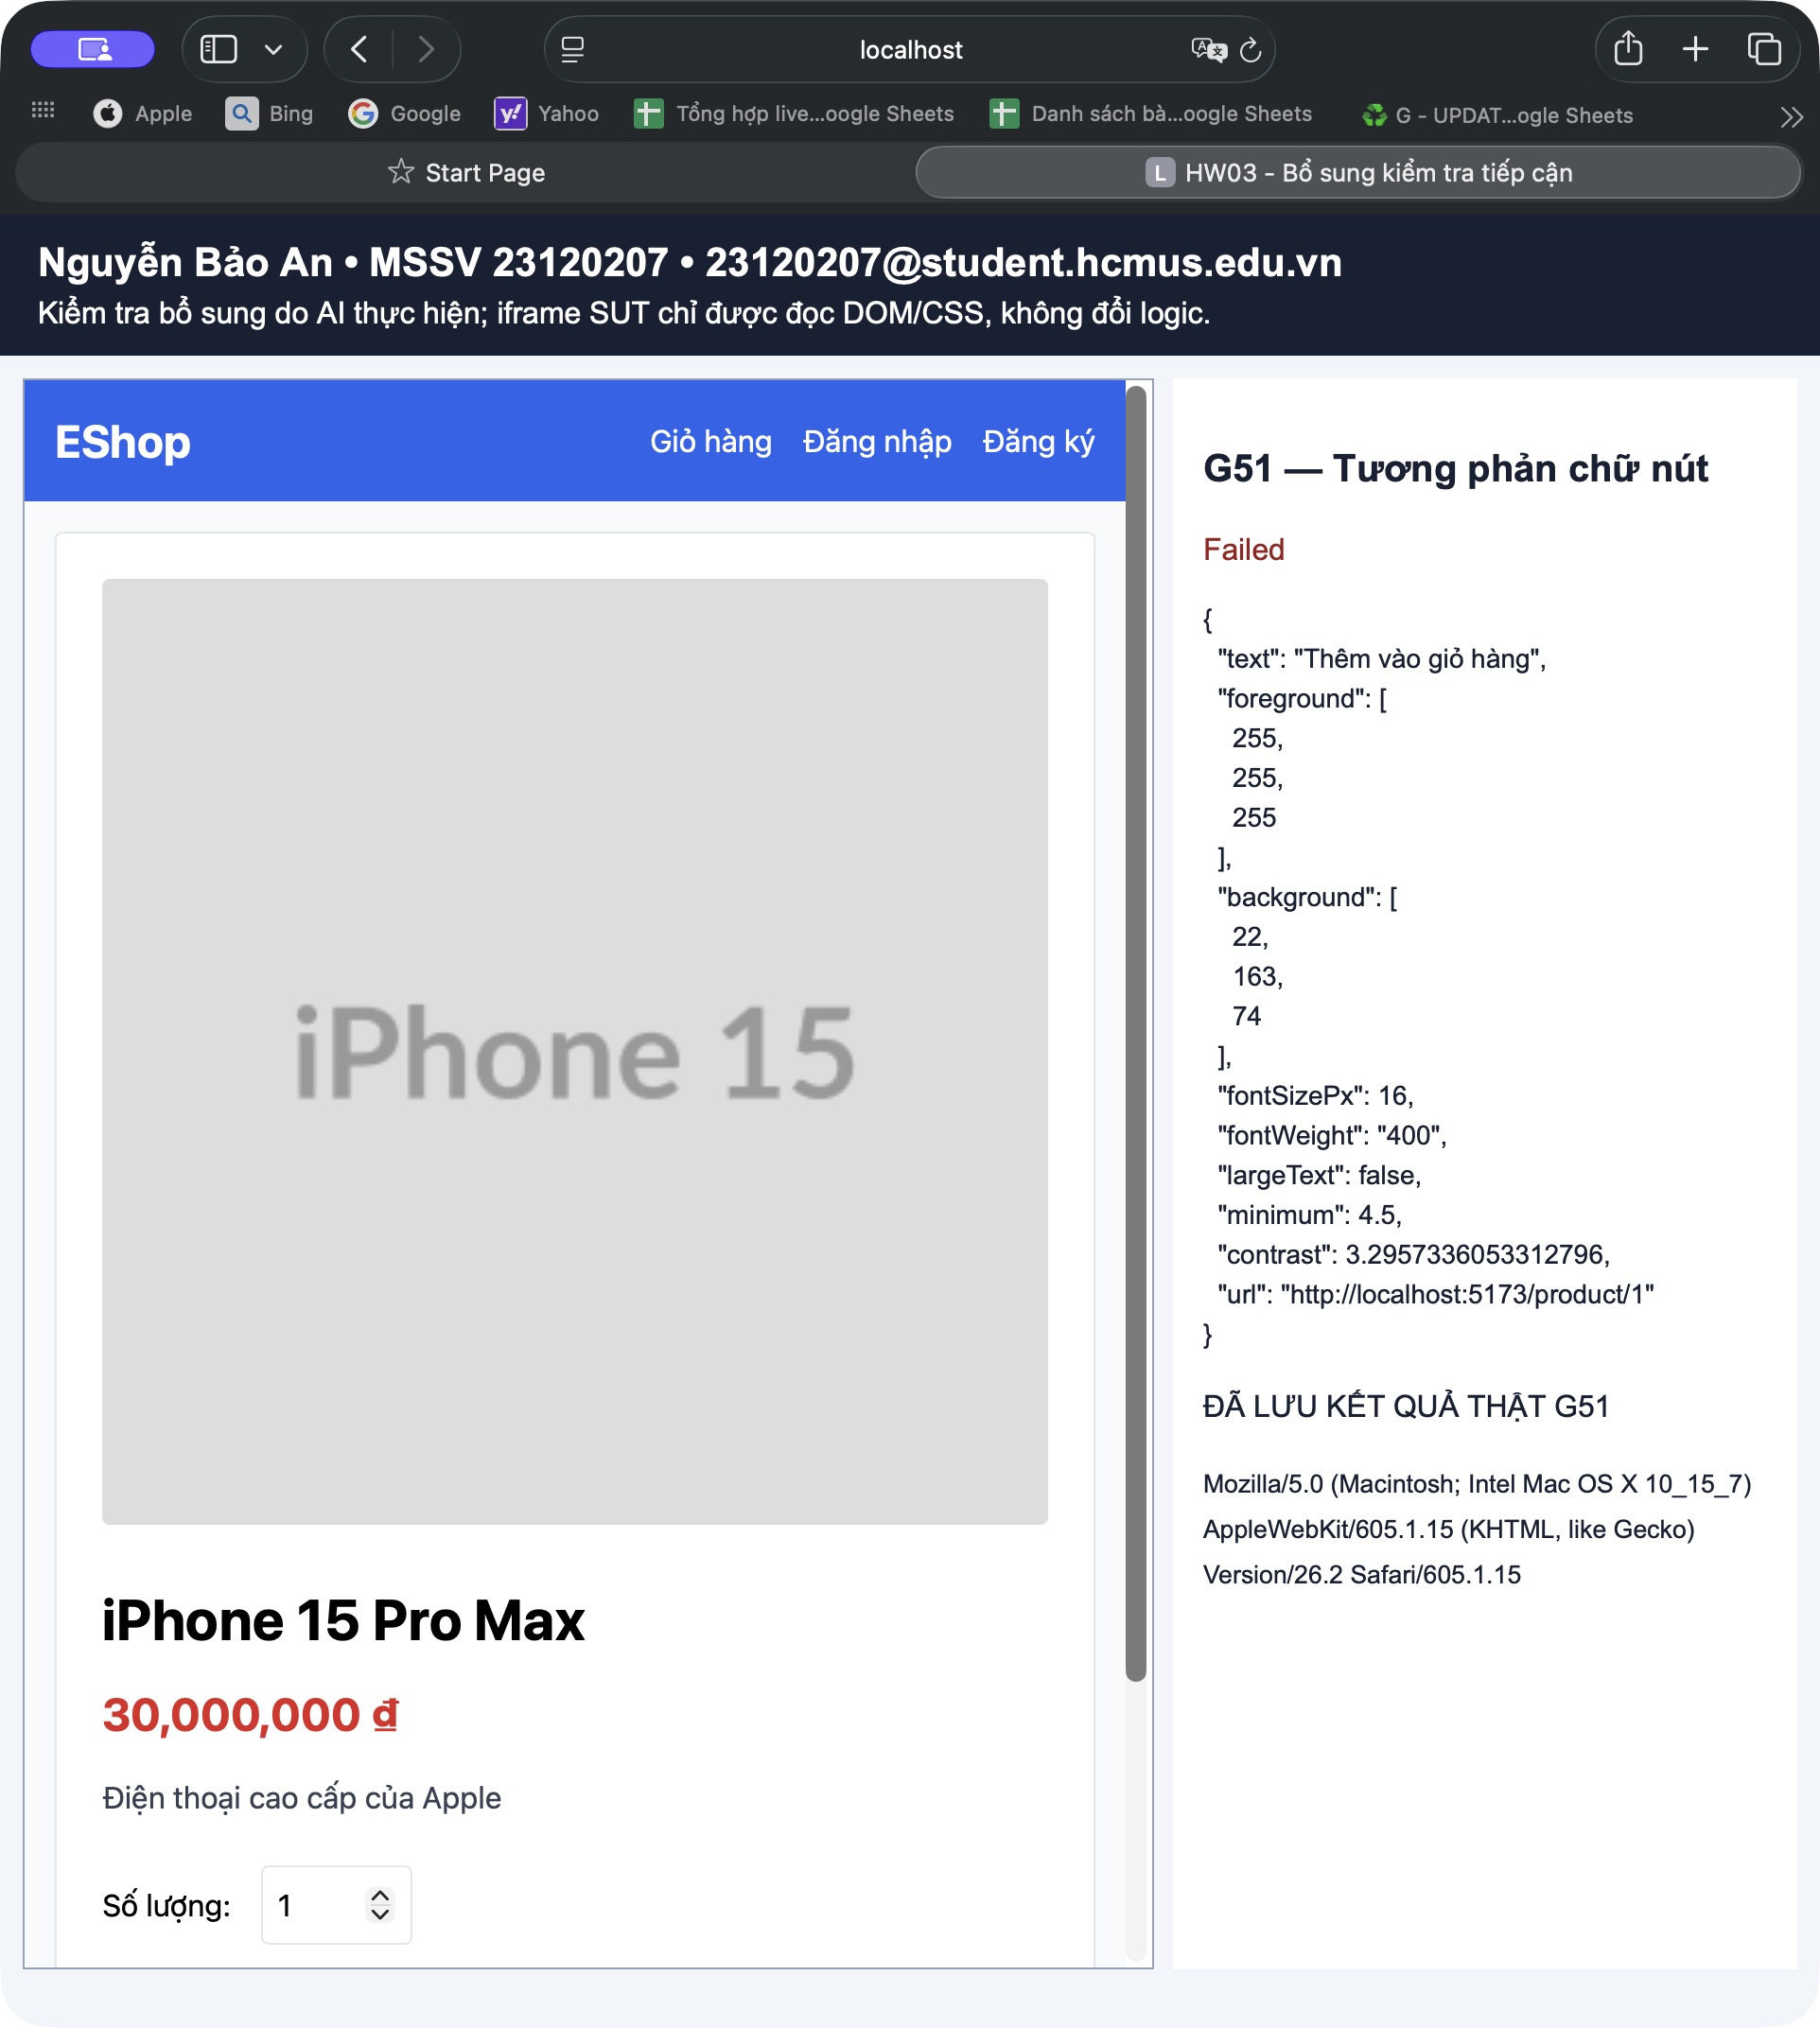 localhost
Apple
Bing
Google
Yahoo
Tổng hợp live...oogle Sheets
Danh sách bà...oogle Sheets
G - UPDAT...ogle Sheets
Start Page
L HW03 - Bổ sung kiểm tra tiếp cận
Nguyễn Bảo An • MSSV 23120207 • 23120207@student.hcmus.edu.vn
Kiểm tra bổ sung do AI thực hiện; iframe SUT chỉ được đọc DOM/CSS, không đổi logic.
EShop
Giỏ hàng
Đăng nhập
Đăng ký
iPhone 15
iPhone 15 Pro Max
30,000,000 ₫
Điện thoại cao cấp của Apple
Số lượng: 1
G51 — Tương phản chữ nút
Failed
{
"text": "Thêm vào giỏ hàng",
"foreground": [
255,
255,
255
],
"background": [
22,
163,
74
],
"fontSizePx": 16,
"fontWeight": "400",
"largeText": false,
"minimum": 4.5,
"contrast": 3.2957336053312796,
"url": "http://localhost:5173/product/1"
}
ĐÃ LƯU KẾT QUẢ THẬT G51
Mozilla/5.0 (Macintosh; Intel Mac OS X 10_15_7)
AppleWebKit/605.1.15 (KHTML, like Gecko)
Version/26.2 Safari/605.1.15